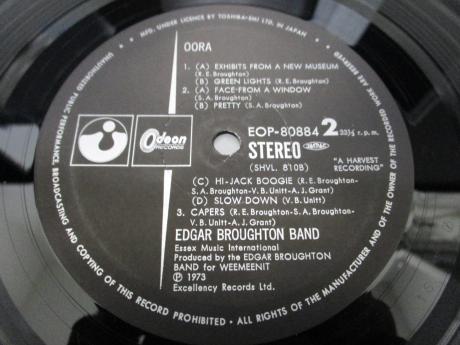 MFD. UNDER LICENCE BY TOSHIBA-EMI LTD. IN JAPAN
UNAUTHORIZED PUBLIC PERFORMANCE, BROADCASTING AND COPYING OF THIS RECORD PROHIBITED • ALL RIGHTS OF THE MANUFACTURER AND OF THE OWNER OF THE RECORDED WORK ARE RESERVED
OORA
1. (A) EXHIBITS FROM A NEW MUSEUM
(R.E.Broughton)
(B) GREEN LIGHTS (R.E.Broughton)
2. (A) FACE FROM A WINDOW
(S.A.Broughton)
(B) PRETTY (S.A.Broughton)
Odeon
RECORDS
EOP-80884 2 33⅓ r.p.m.
STEREO
(SHVL. 810B)
"A HARVEST
RECORDING"
(C) HI-JACK BOOGIE (R.E.Broughton-
S.A.Broughton-V.B.Unitt-A.J.Grant)
(D) SLOW DOWN (V.B.Unitt)
3. CAPERS (R.E.Broughton-S.A.Broughton-
V.B.Unitt-A.J.Grant)
EDGAR BROUGHTON BAND
Essex Music International
Produced by the EDGAR BROUGHTON
BAND for WEEMEENIT
Ⓟ 1973
Excellency Records Ltd.